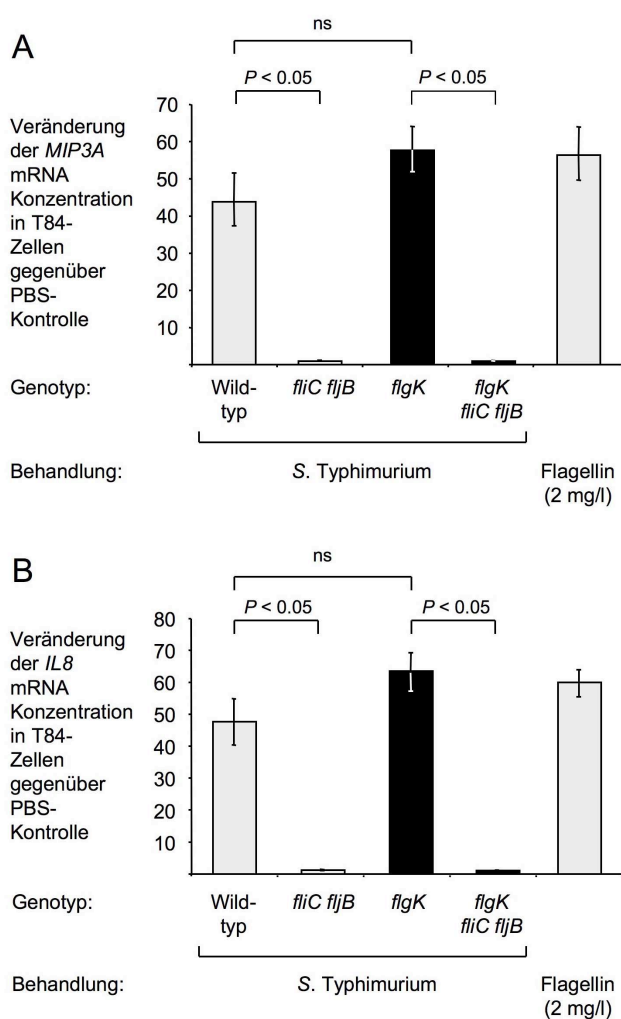 A
ns
P < 0.05
P < 0.05
Veränderung
der MIP3A
mRNA
Konzentration
in T84-
Zellen
gegenüber
PBS-
Kontrolle
70
60
50
40
30
20
10
Genotyp:
Wild-
typ
fliC fljB
flgK
flgK
fliC fljB
Behandlung:
S. Typhimurium
Flagellin
(2 mg/l)
B
ns
P < 0.05
P < 0.05
Veränderung
der IL8
mRNA
Konzentration
in T84-
Zellen
gegenüber
PBS-
Kontrolle
80
70
60
50
40
30
20
10
Genotyp:
Wild-
typ
fliC fljB
flgK
flgK
fliC fljB
Behandlung:
S. Typhimurium
Flagellin
(2 mg/l)